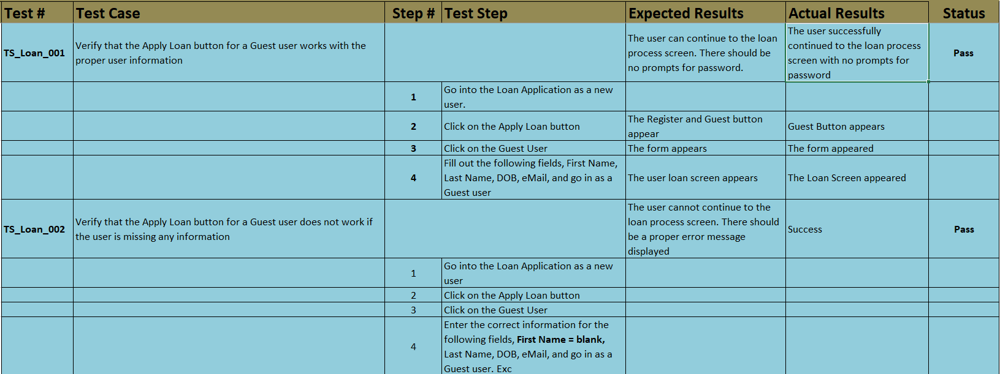 Test # Test Case Step # Test Step Expected Results Actual Results Status
TS_Loan_001
Verify that the Apply Loan button for a Guest user works with the
proper user information
The user can continue to the loan
process screen. There should be
no prompts for password.
The user successfully
continued to the loan process
screen with no prompts for
password
Pass
1
Go into the Loan Application as a new
user.
2
Click on the Apply Loan button
The Register and Guest button
appear
Guest Button appears
3
Click on the Guest User
The form appears
The form appeared
4
Fill out the following fields, First Name,
Last Name, DOB, eMail, and go in as a
Guest user
The user loan screen appears
The Loan Screen appeared
TS_Loan_002
Verify that the Apply Loan button for a Guest user does not work if
the user is missing any information
The user cannot continue to the
loan process screen. There should
be a proper error message
displayed
Success
Pass
1
Go into the Loan Application as a new
user
2
Click on the Apply Loan button
3
Click on the Guest User
4
Enter the correct information for the
following fields, First Name = blank,
Last Name, DOB, eMail, and go in as a
Guest user. Exc